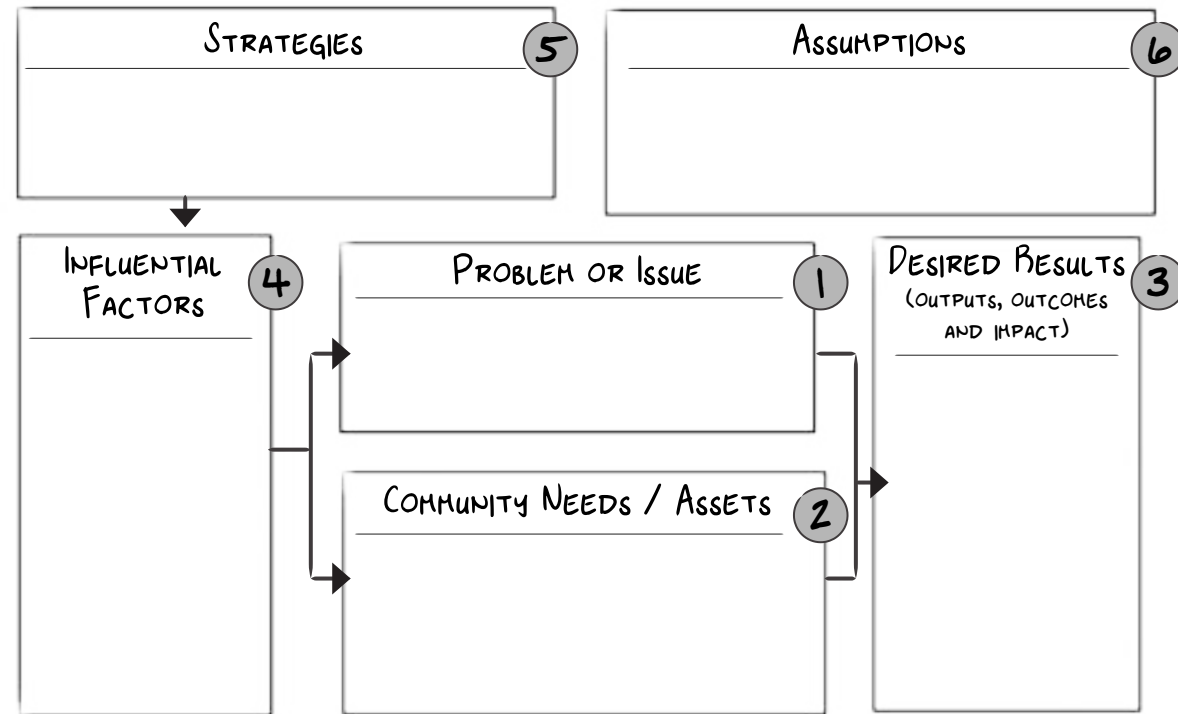 STRATEGIES
5
ASSUMPTIONS
6
INFLUENTIAL
FACTORS
4
PROBLEM OR ISSUE
1
COMMUNITY NEEDS / ASSETS
2
DESIRED RESULTS
(OUTPUTS, OUTCOMES
AND IMPACT)
3